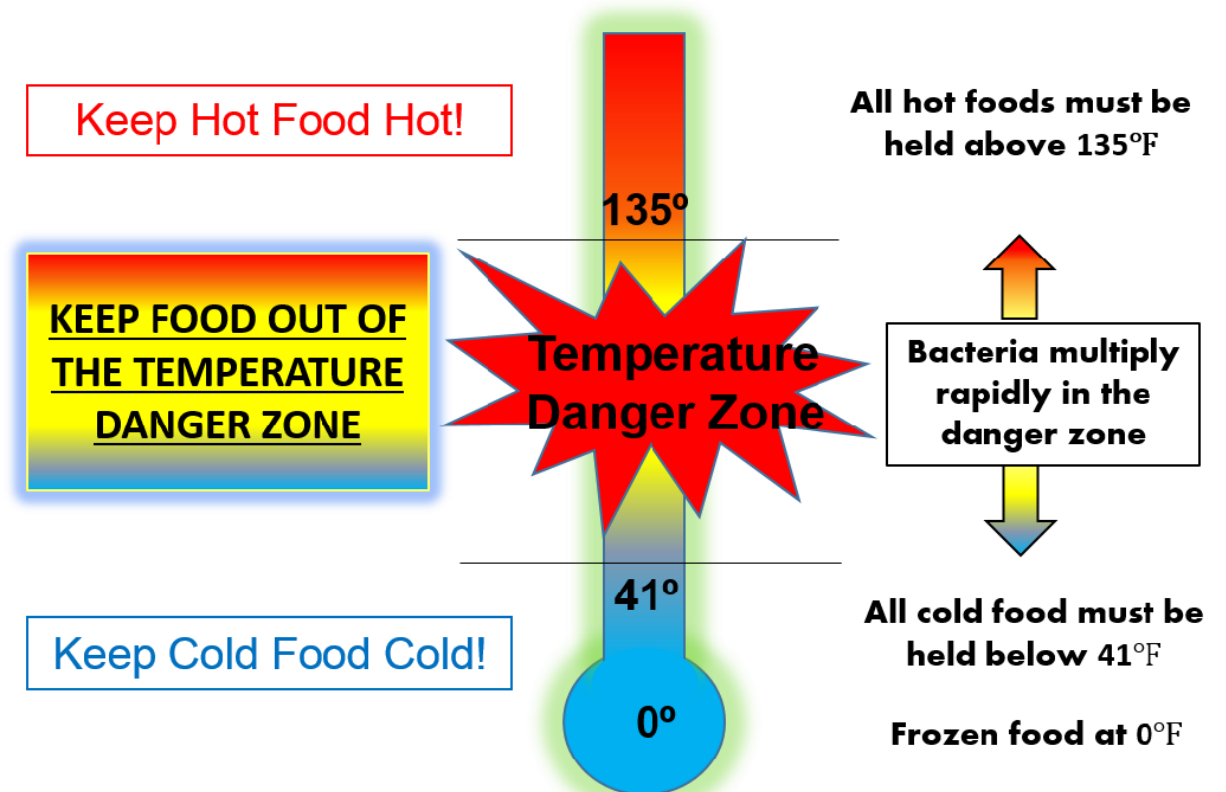 Keep Hot Food Hot!
All hot foods must be
held above 135°F
135º
KEEP FOOD OUT OF
THE TEMPERATURE
DANGER ZONE
Temperature
Danger Zone
Bacteria multiply
rapidly in the
danger zone
41º
Keep Cold Food Cold!
All cold food must be
held below 41°F
0º
Frozen food at 0°F